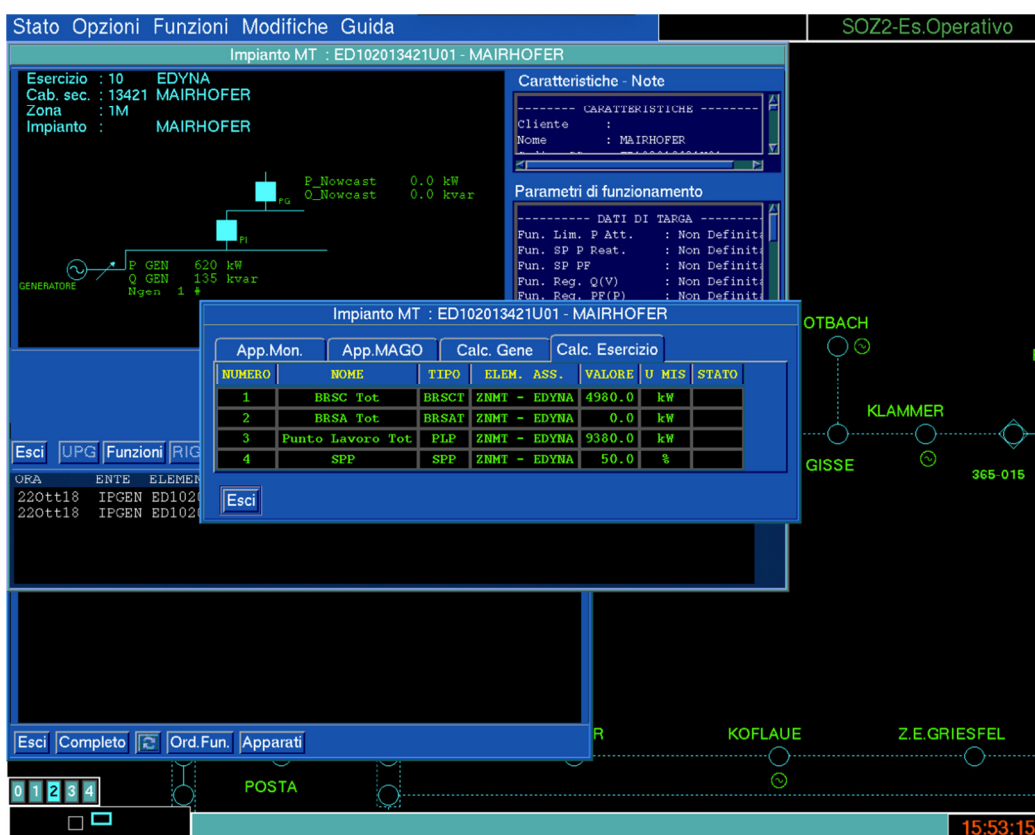 Stato Opzioni Funzioni Modifiche Guida
SOZ2-Es.Operativo
Impianto MT : ED102013421U01 - MAIRHOFER
Esercizio : 10 EDYNA
Cab. sec. : 13421 MAIRHOFER
Zona : 1M
Impianto : MAIRHOFER
P_Nowcast 0.0 kW
Q_Nowcast 0.0 kvar
PG
PI
GENERATORE
P GEN 620 kW
Q GEN 135 kvar
Ngen 1 #
Caratteristiche - Note
-------- CARATTERISTICHE --------
Cliente :
Nome : MAIRHOFER
Parametri di funzionamento
---------- DATI DI TARGA --------
Fun. Lim. P Att. : Non Definita
Fun. SP P Reat. : Non Definita
Fun. SP PF : Non Definita
Fun. Reg. Q(V) : Non Definita
Fun. Reg. PF(P) : Non Definita
Impianto MT : ED102013421U01 - MAIRHOFER
App.Mon. App.MAGO Calc. Gene Calc. Esercizio
NUMERO NOME TIPO ELEM. ASS. VALORE U MIS STATO
1 BRSC Tot BRSCT ZNMT - EDYNA 4980.0 kW
2 BRSA Tot BRSAT ZNMT - EDYNA 0.0 kW
3 Punto Lavoro Tot PLP ZNMT - EDYNA 9380.0 kW
4 SPP SPP ZNMT - EDYNA 50.0 %
Esci
Esci UPG Funzioni RIG
ORA ENTE ELEMEN
22Ott18 IPGEN ED1020
22Ott18 IPGEN ED1020
OTBACH
KLAMMER
GISSE
365-015
Esci Completo Ord.Fun. Apparati
R
KOFLAUE
Z.E.GRIESFEL
POSTA
0 1 2 3 4
15:53:15